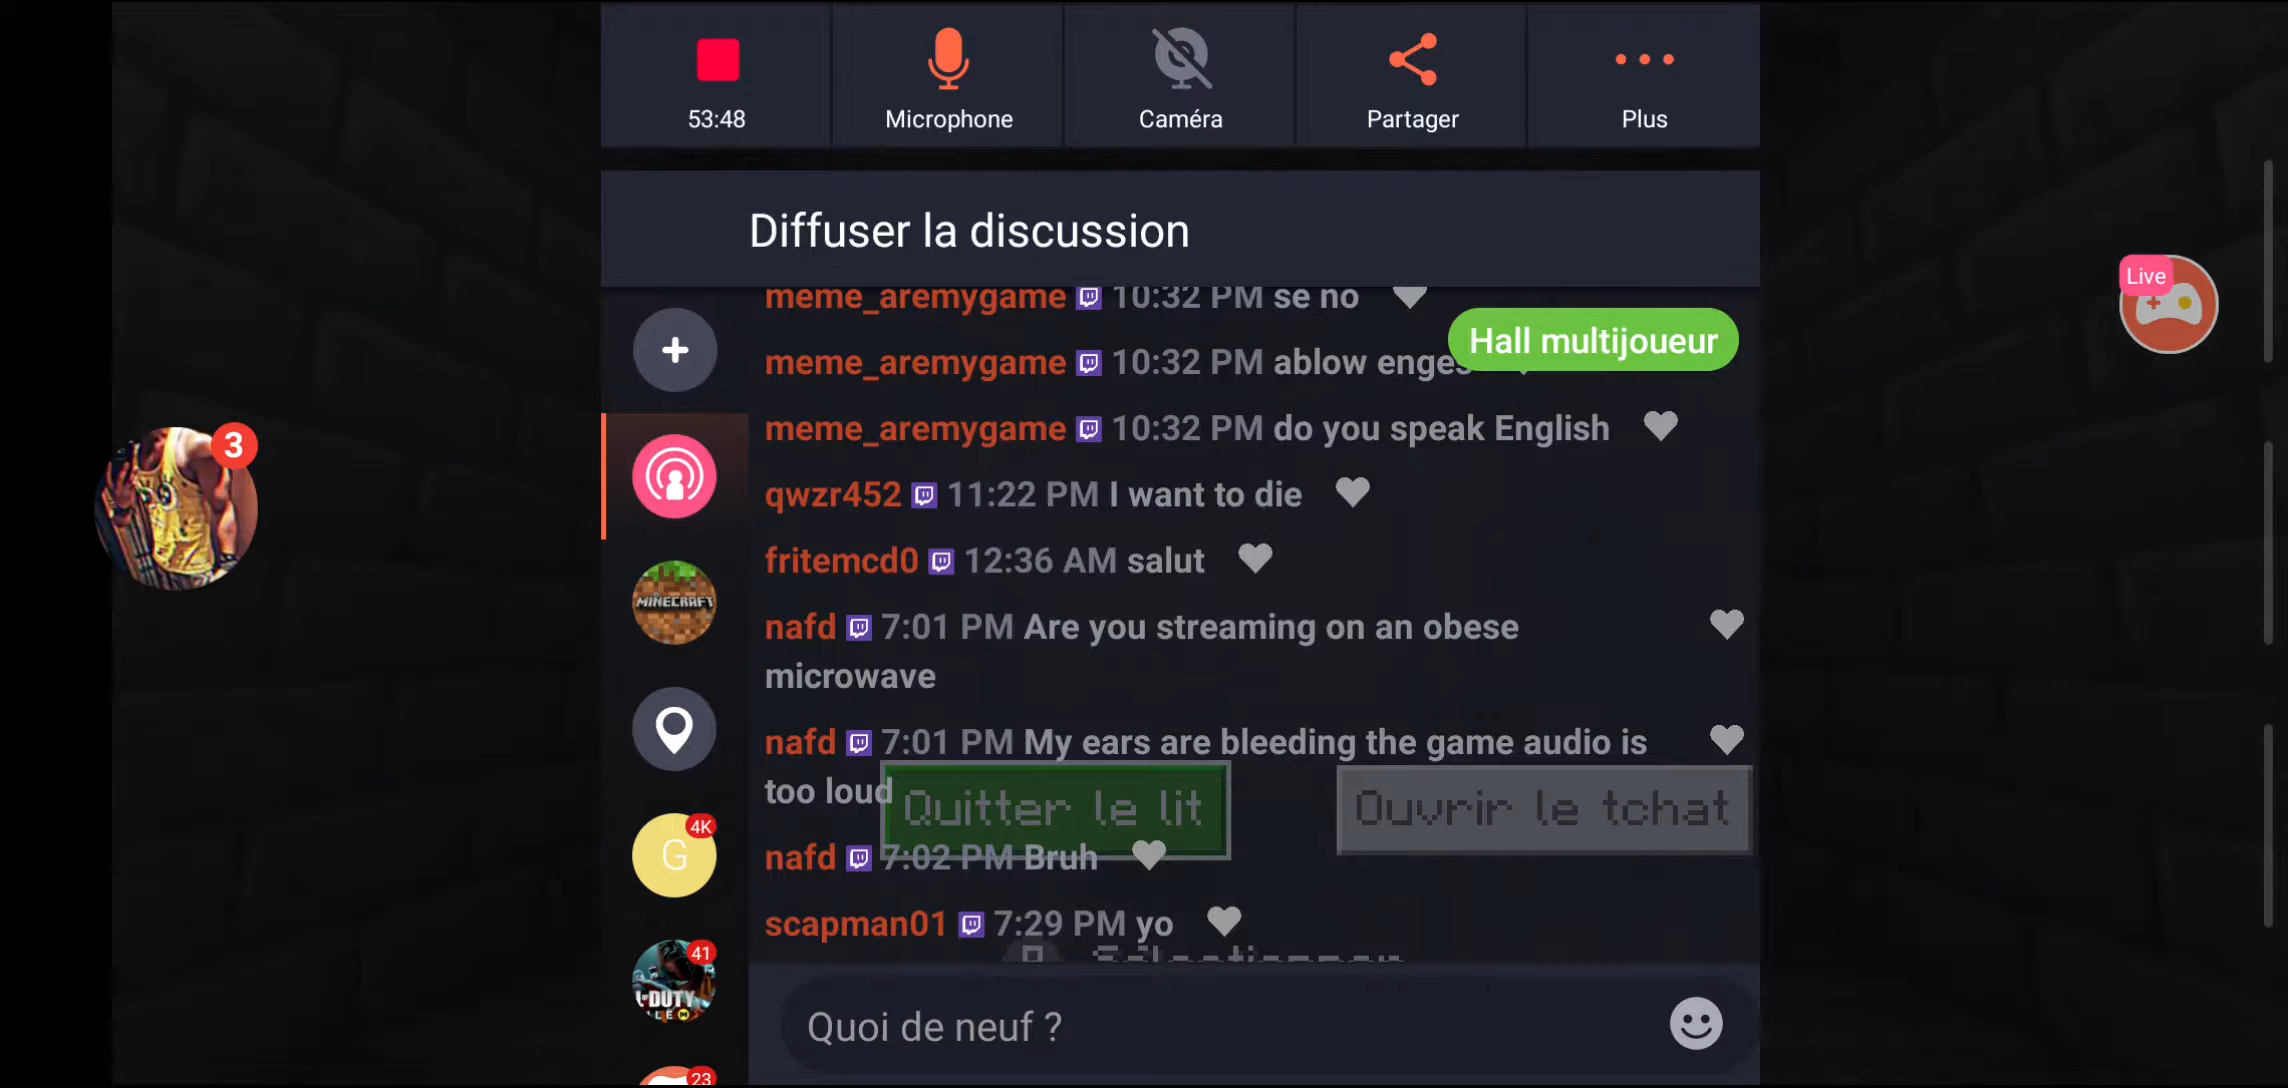 53:48
Microphone
Caméra
Partager
Plus
Diffuser la discussion
Live
meme_aremygame 10:32 PM se no
Hall multijoueur
meme_aremygame 10:32 PM ablow enges
3
meme_aremygame 10:32 PM do you speak English
qwzr452 11:22 PM I want to die
fritemcd0 12:36 AM salut
MINECRAFT
nafd 7:01 PM Are you streaming on an obese
microwave
nafd 7:01 PM My ears are bleeding the game audio is
too loud
Quitter le lit
Ouvrir le tchat
4K
G
nafd 7:02 PM Bruh
scapman01 7:29 PM yo
41
DUTY
Sélectionner
Quoi de neuf ?
23